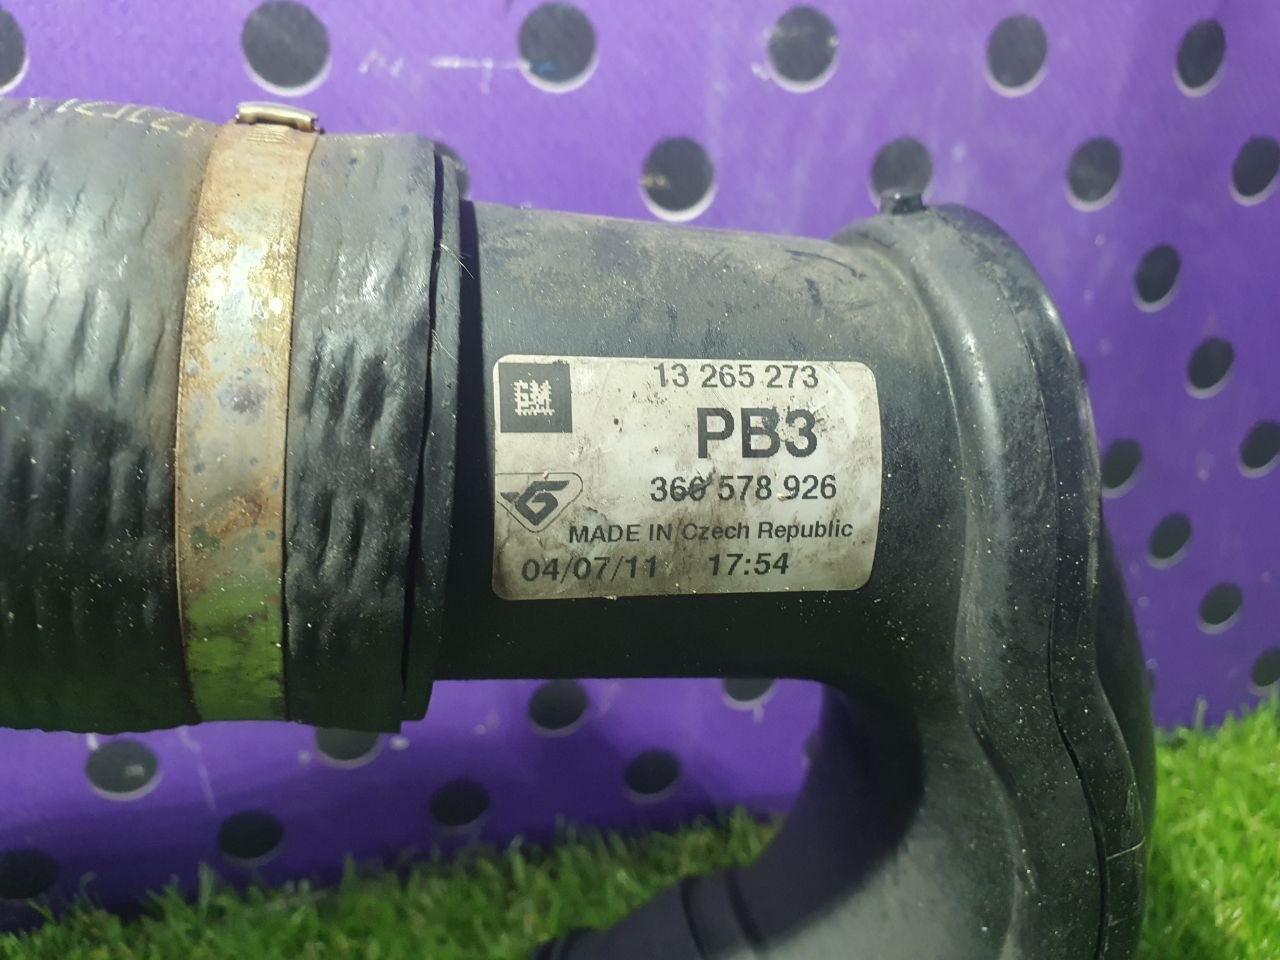 13 265 273
GM
PB3
366 578 926
MADE IN Czech Republic
04/07/11 17:54